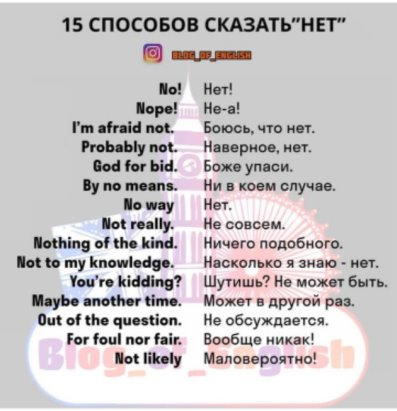 15 СПОСОБОВ СКАЗАТЬ"НЕТ"
BLOG_OF_ENGLISH
No! Нет!
Nope! Не-а!
I'm afraid not. Боюсь, что нет.
Probably not. Наверное, нет.
God for bid. Боже упаси.
By no means. Ни в коем случае.
No way Нет.
Not really. Не совсем.
Nothing of the kind. Ничего подобного.
Not to my knowledge. Насколько я знаю - нет.
You're kidding? Шутишь? Не может быть.
Maybe another time. Может в другой раз.
Out of the question. Не обсуждается.
For foul nor fair. Вообще никак!
Not likely Маловероятно!
Blog_of_English